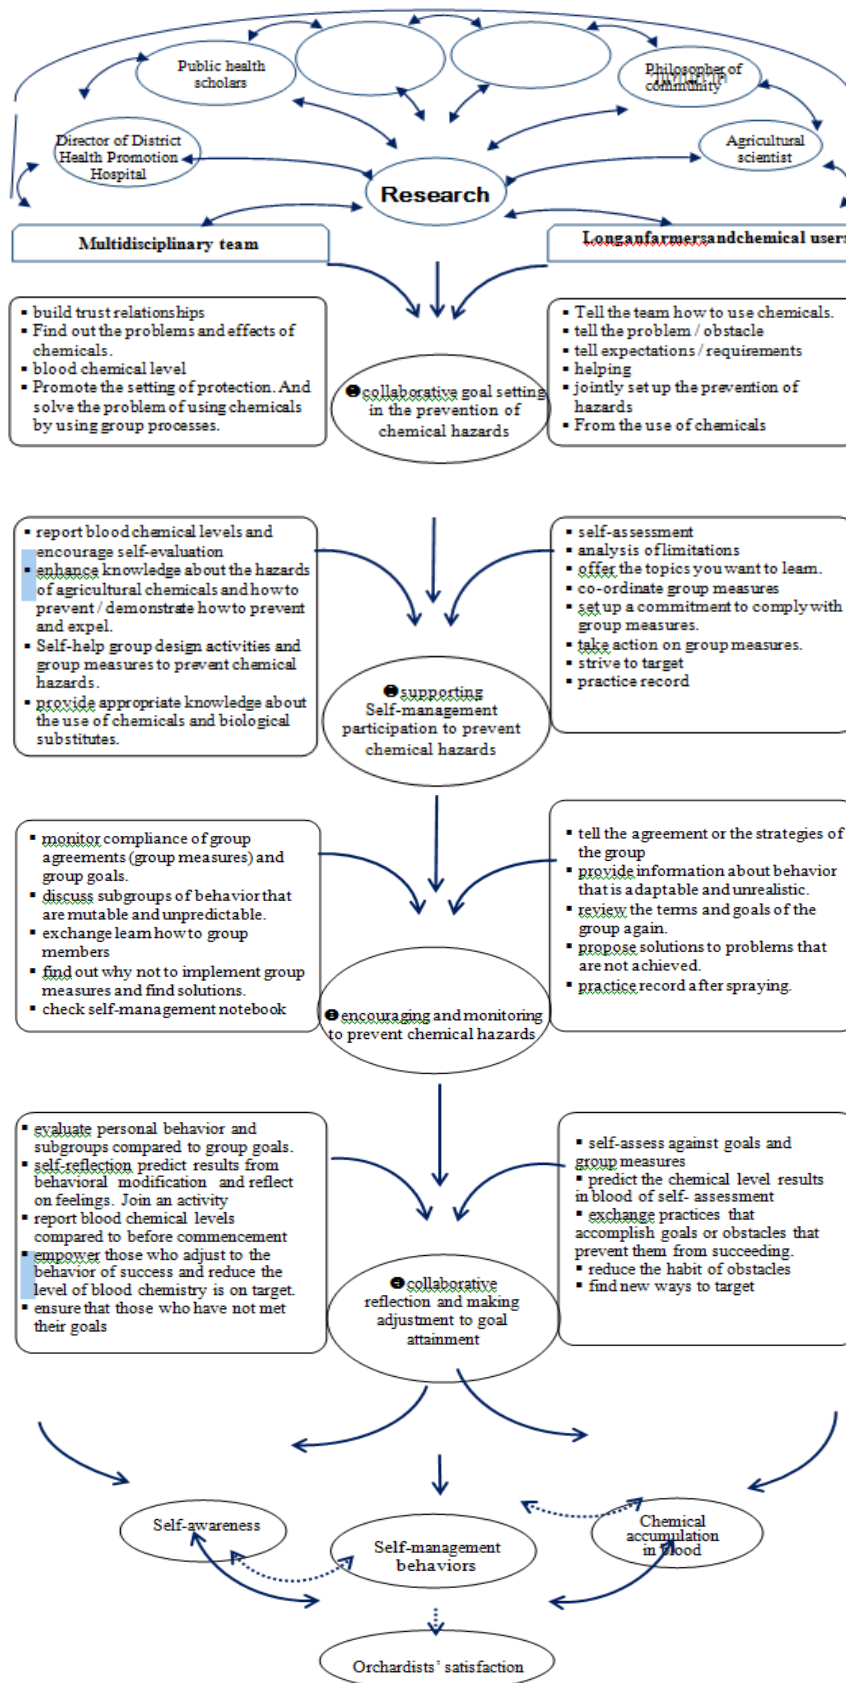 Public health
scholars
Philosopher of
community
Director of District
Health Promotion
Hospital
Agricultural
scientist
Research
Multidisciplinary team
Longanfarmersandchemical users
▪ build trust relationships
▪ Find out the problems and effects of
chemicals.
▪ blood chemical level
▪ Promote the setting of protection. And
solve the problem of using chemicals
by using group processes.
❶collaborative goal setting
in the prevention of
chemical hazards
▪ Tell the team how to use chemicals.
▪ tell the problem / obstacle
▪ tell expectations / requirements
▪ helping
▪ jointly set up the prevention of
hazards
▪ From the use of chemicals
▪ report blood chemical levels and
encourage self-evaluation
▪ enhance knowledge about the hazards
of agricultural chemicals and how to
prevent / demonstrate how to prevent
and expel.
▪ Self-help group design activities and
group measures to prevent chemical
hazards.
▪ provide appropriate knowledge about
the use of chemicals and biological
substitutes.
❷supporting
Self-management
participation to prevent
chemical hazards
▪ self-assessment
▪ analysis of limitations
▪ offer the topics you want to learn.
▪ co-ordinate group measures
▪ set up a commitment to comply with
group measures.
▪ take action on group measures.
▪ strive to target
▪ practice record
▪ monitor compliance of group
agreements (group measures) and
group goals.
▪ discuss subgroups of behavior that
are mutable and unpredictable.
▪ exchange learn how to group
members
▪ find out why not to implement group
measures and find solutions.
▪ check self-management notebook
❸encouraging and monitoring
to prevent chemical hazards
▪ tell the agreement or the strategies of
the group
▪ provide information about behavior
that is adaptable and unrealistic.
▪ review the terms and goals of the
group again.
▪ propose solutions to problems that
are not achieved.
▪ practice record after spraying.
▪ evaluate personal behavior and
subgroups compared to group goals.
▪ self-reflection predict results from
behavioral modification and reflect
on feelings. Join an activity
▪ report blood chemical levels
compared to before commencement
▪ empower those who adjust to the
behavior of success and reduce the
level of blood chemistry is on target.
▪ ensure that those who have not met
their goals
❹collaborative
reflection and making
adjustment to goal
attainment
▪ self-assess against goals and
group measures
▪ predict the chemical level results
in blood of self- assessment
▪ exchange practices that
accomplish goals or obstacles that
prevent them from succeeding.
▪ reduce the habit of obstacles
▪ find new ways to target
Self-awareness
Self-management
behaviors
Chemical
accumulation
in blood
Orchardists' satisfaction